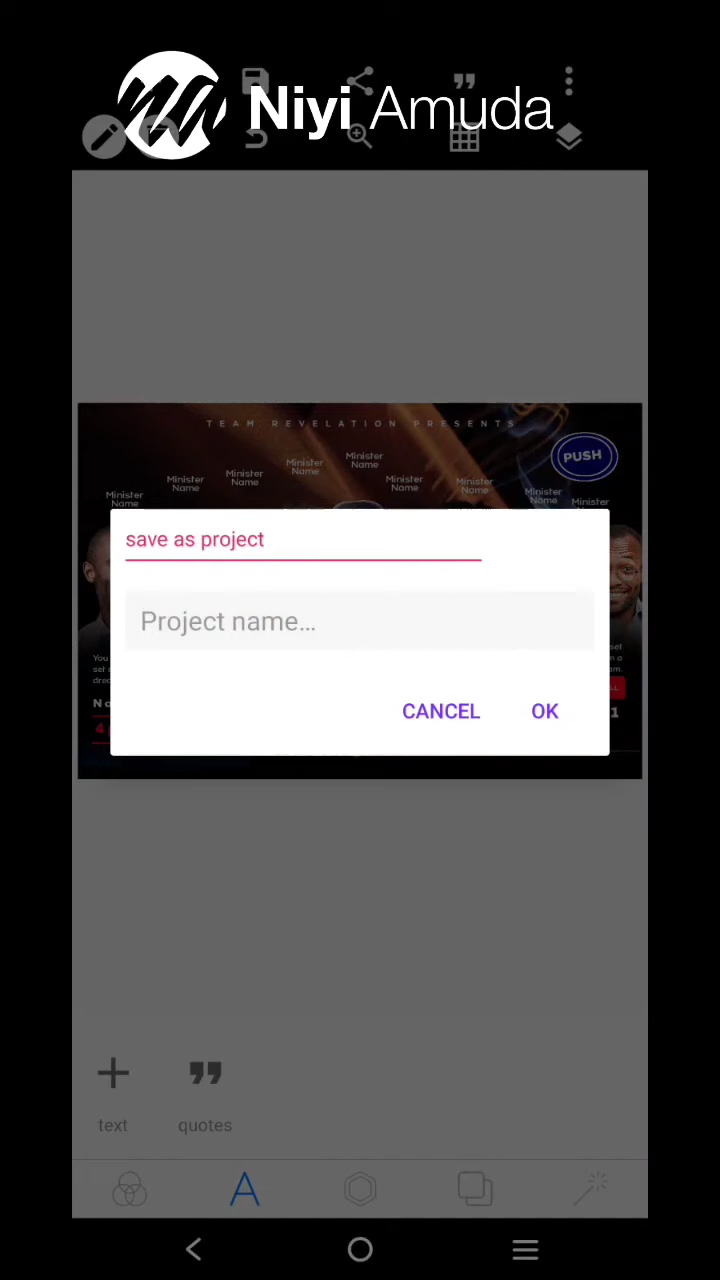 Niyi Amuda
TEAM REVELATION PRESENTS
PUSH
Minister
Name
Minister
Name
Minister
Name
Minister
Name
Minister
Name
Minister
Name
Minister
Name
Minister
Name
Minister
save as project
Project name...
CANCEL
OK
You
text
quotes